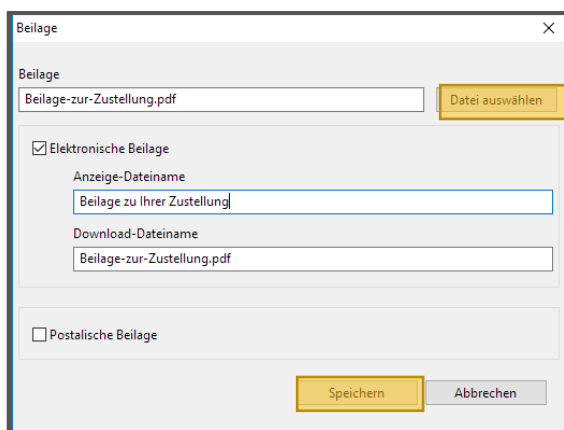 Beilage
Beilage
Beilage-zur-Zustellung.pdf Datei auswählen
Elektronische Beilage
Anzeige-Dateiname
Beilage zu Ihrer Zustellung
Download-Dateiname
Beilage-zur-Zustellung.pdf
Postalische Beilage
Speichern Abbrechen